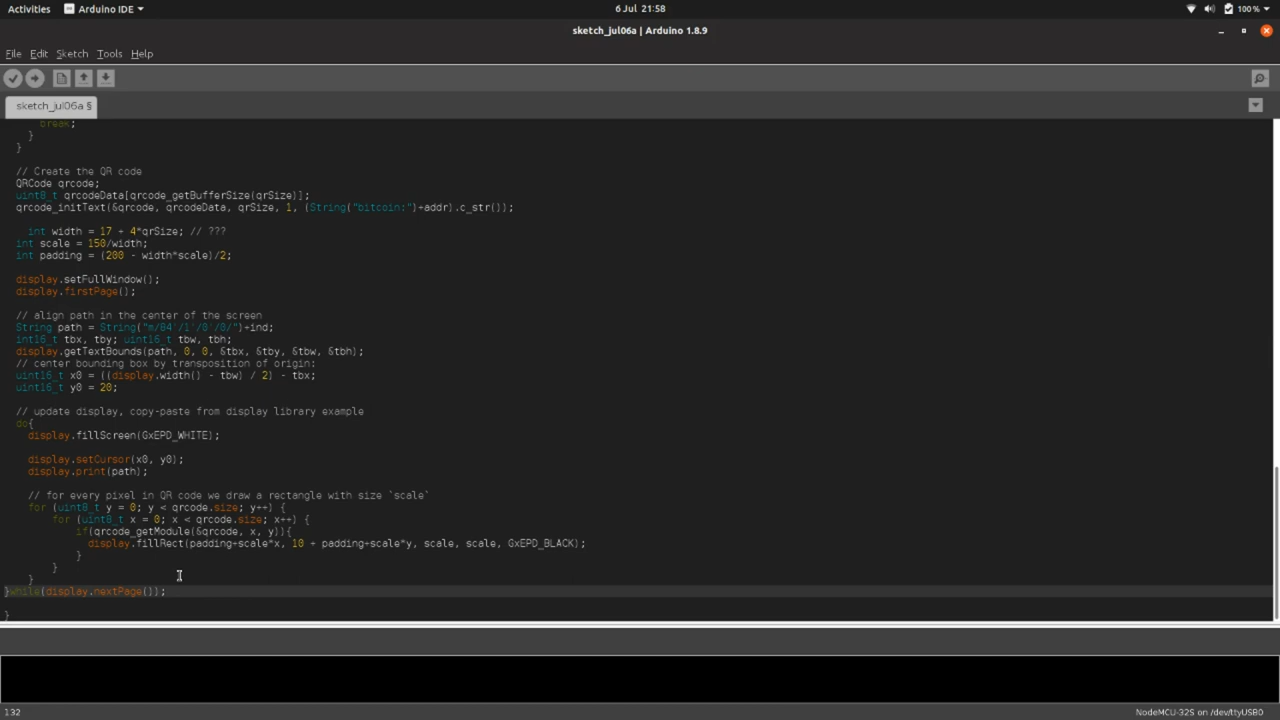 Activities Arduino IDE 6 Jul 21:58 100 %
sketch_jul06a | Arduino 1.8.9
File Edit Sketch Tools Help
sketch_jul06a §
break;
}
}
// Create the QR code
QRCode qrcode;
uint8_t qrcodeData[qrcode_getBufferSize(qrSize)];
qrcode_initText(&qrcode, qrcodeData, qrSize, 1, (String("bitcoin:")+addr).c_str());
int width = 17 + 4*qrSize; // ???
int scale = 150/width;
int padding = (200 - width*scale)/2;
display.setFullWindow();
display.firstPage();
// align path in the center of the screen
String path = String("m/84'/1'/0'/0/")+ind;
int16_t tbx, tby; uint16_t tbw, tbh;
display.getTextBounds(path, 0, 0, &tbx, &tby, &tbw, &tbh);
// center bounding box by transposition of origin:
uint16_t x0 = ((display.width() - tbw) / 2) - tbx;
uint16_t y0 = 20;
// update display, copy-paste from display library example
do{
display.fillScreen(GxEPD_WHITE);
display.setCursor(x0, y0);
display.print(path);
// for every pixel in QR code we draw a rectangle with size `scale`
for (uint8_t y = 0; y < qrcode.size; y++) {
for (uint8_t x = 0; x < qrcode.size; x++) {
if(qrcode_getModule(&qrcode, x, y)){
display.fillRect(padding+scale*x, 10 + padding+scale*y, scale, scale, GxEPD_BLACK);
}
}
}
}while(display.nextPage());
}
132 NodeMCU-32S on /dev/ttyUSB0